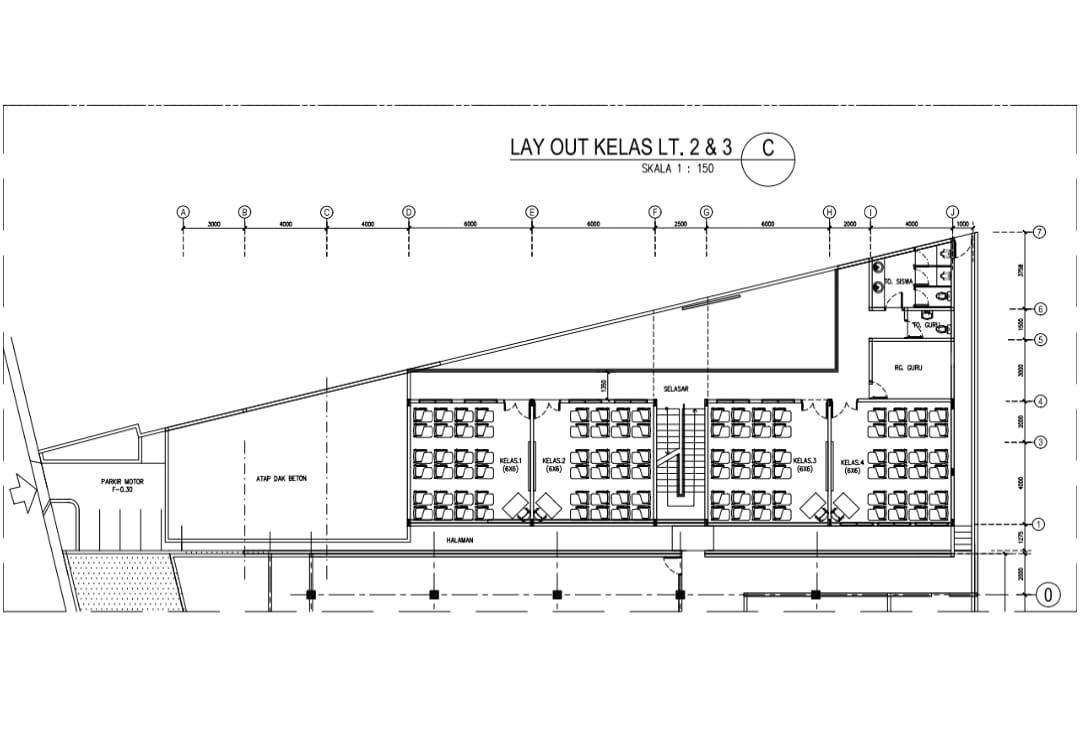 LAY OUT KELAS LT. 2 & 3
C
SKALA 1 : 150
A B C D E F G H I J
3000 4000 4000 6000 6000 2500 6000 2000 4000 1000
7
3758
6
TO. SISWA
1500
TO. GURU
5
RG. GURU
3000
1350
SELASAR
4
2000
3
KELAS.1
(6X6)
KELAS.2
(6X6)
KELAS.3
(6X6)
KELAS.4
(6X6)
4000
ATAP DAK BETON
PARKIR MOTOR
F-0.30
1
HALAMAN
1275
2000
0